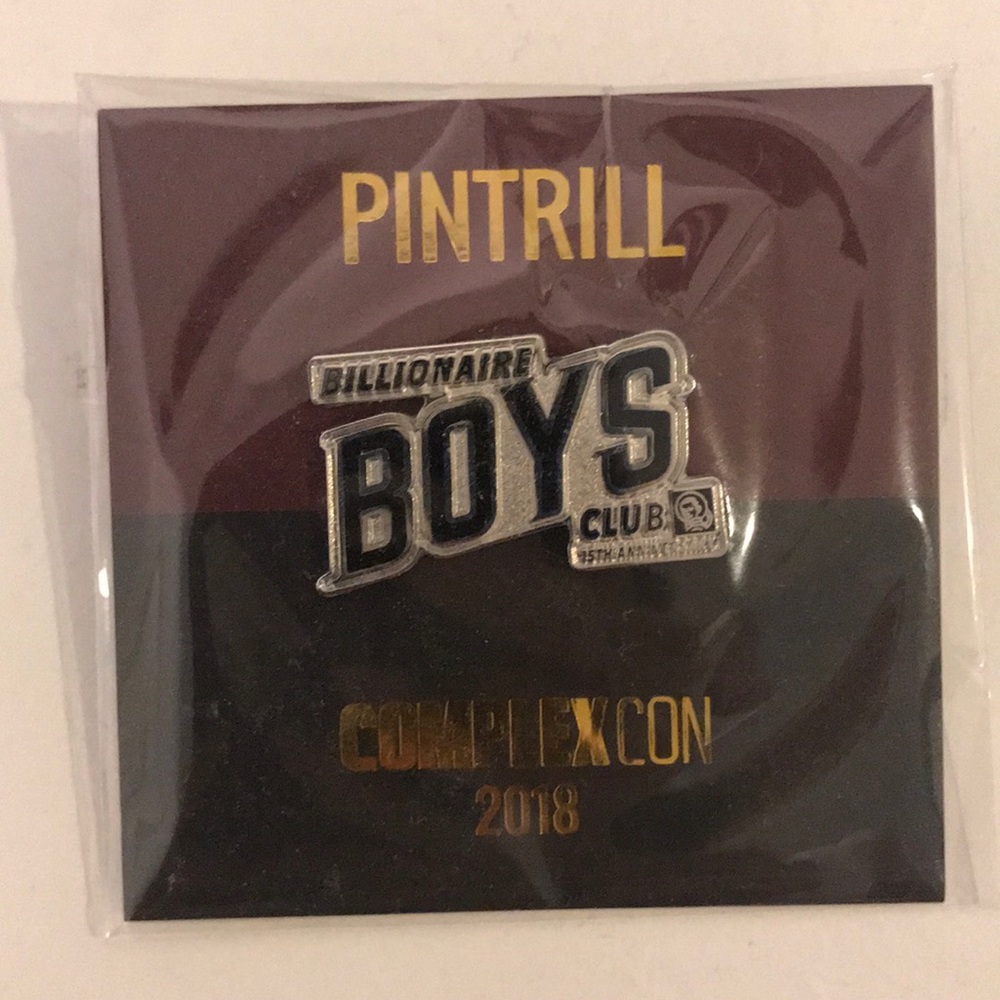 PINTRILL
BILLIONAIRE
BOYS
CLUB
15TH ANNIVERSARY
COMPLEXCON
2018